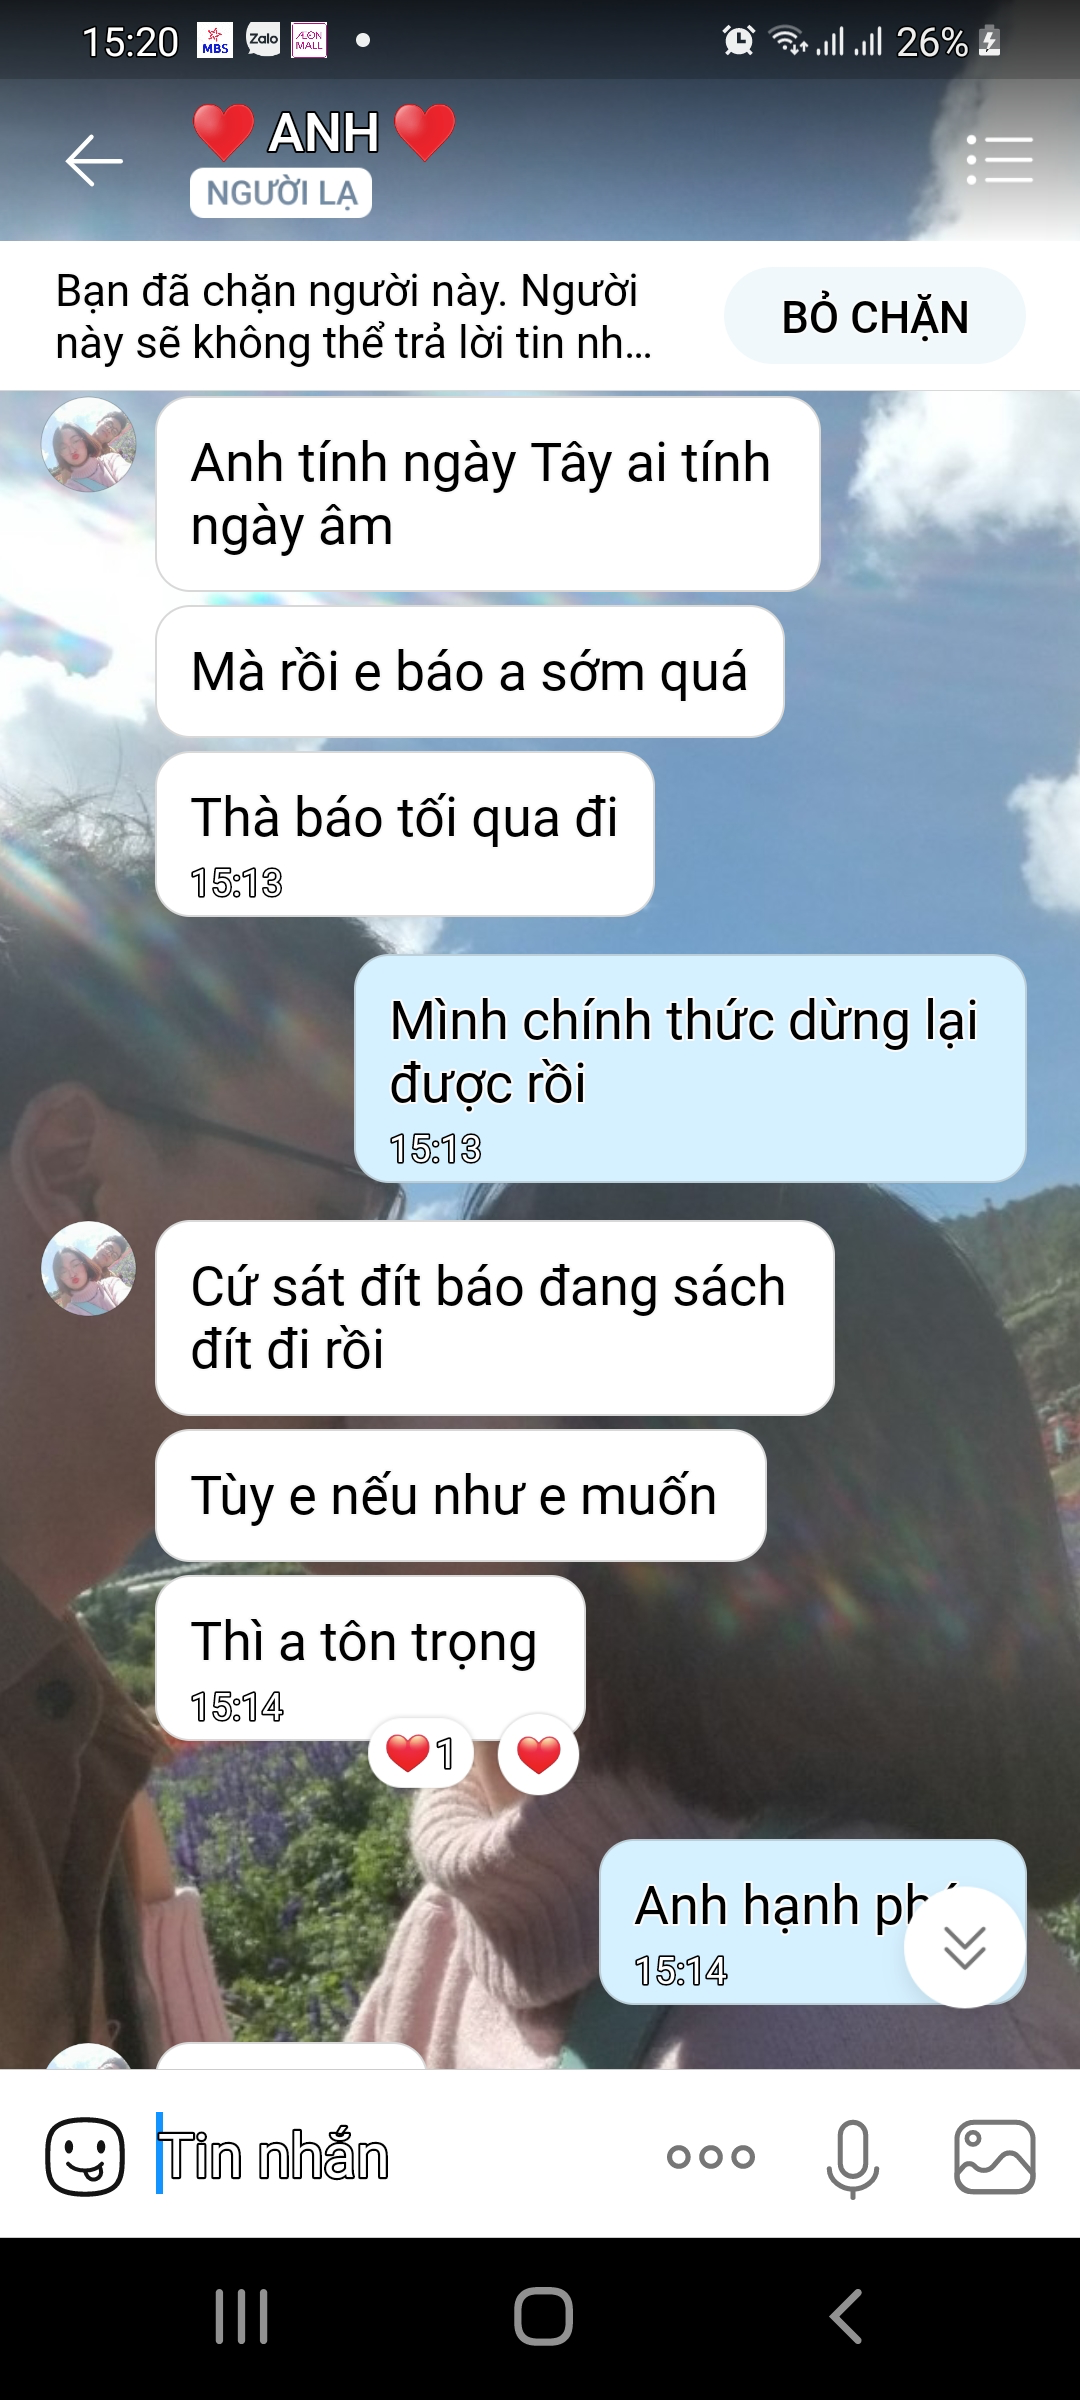 15:20
MBS
Zalo
ÆON
MALL
26%
ANH
NGƯỜI LẠ
Bạn đã chặn người này. Người
này sẽ không thể trả lời tin nh...
BỎ CHẶN
Anh tính ngày Tây ai tính
ngày âm
Mà rồi e báo a sớm quá
Thà báo tối qua đi
15:13
Mình chính thức dừng lại
được rồi
15:13
Cứ sát đít báo đang sách
đít đi rồi
Tùy e nếu như e muốn
Thì a tôn trọng
15:14
1
Anh hạnh
15:14
Tin nhắn